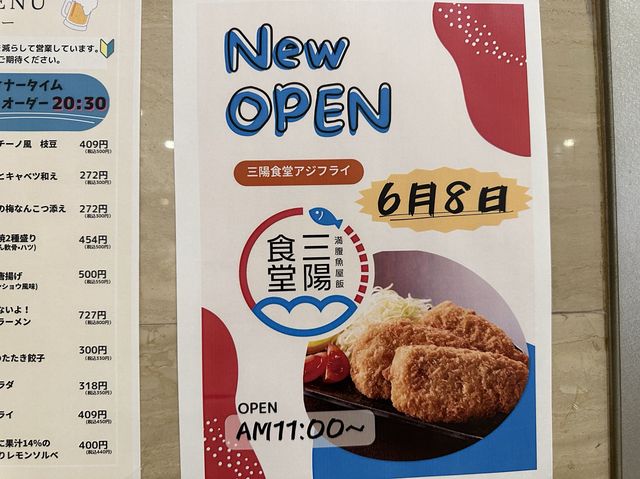 ENU
ー
減らして営業しています。
ご期待ください。
ナータイム
オーダー 20:30
チーノ風 枝豆 409円
とキャベツ和え 272円
の梅なんこつ添え 272円
焼2種盛り 454円
唐揚げ 500円
ないよ!
ラーメン 727円
のたたき餃子 300円
ラダ 318円
ライ 409円
に果汁14%の
りレモンソルベ 400円
New
OPEN
三陽食堂アジフライ
6月8日
満腹魚屋飯
三陽
食堂
OPEN
AM11:00~